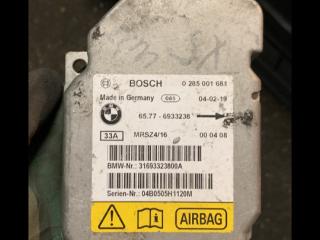 BOSCH 0 285 001 681
Made in Germany 04-02-19
65.77 - 6933238
33A MRSZ4/16 00 04 08
BMW-Nr.: 31693323800A
Serien-Nr.: 04B0505H1120M
AIRBAG